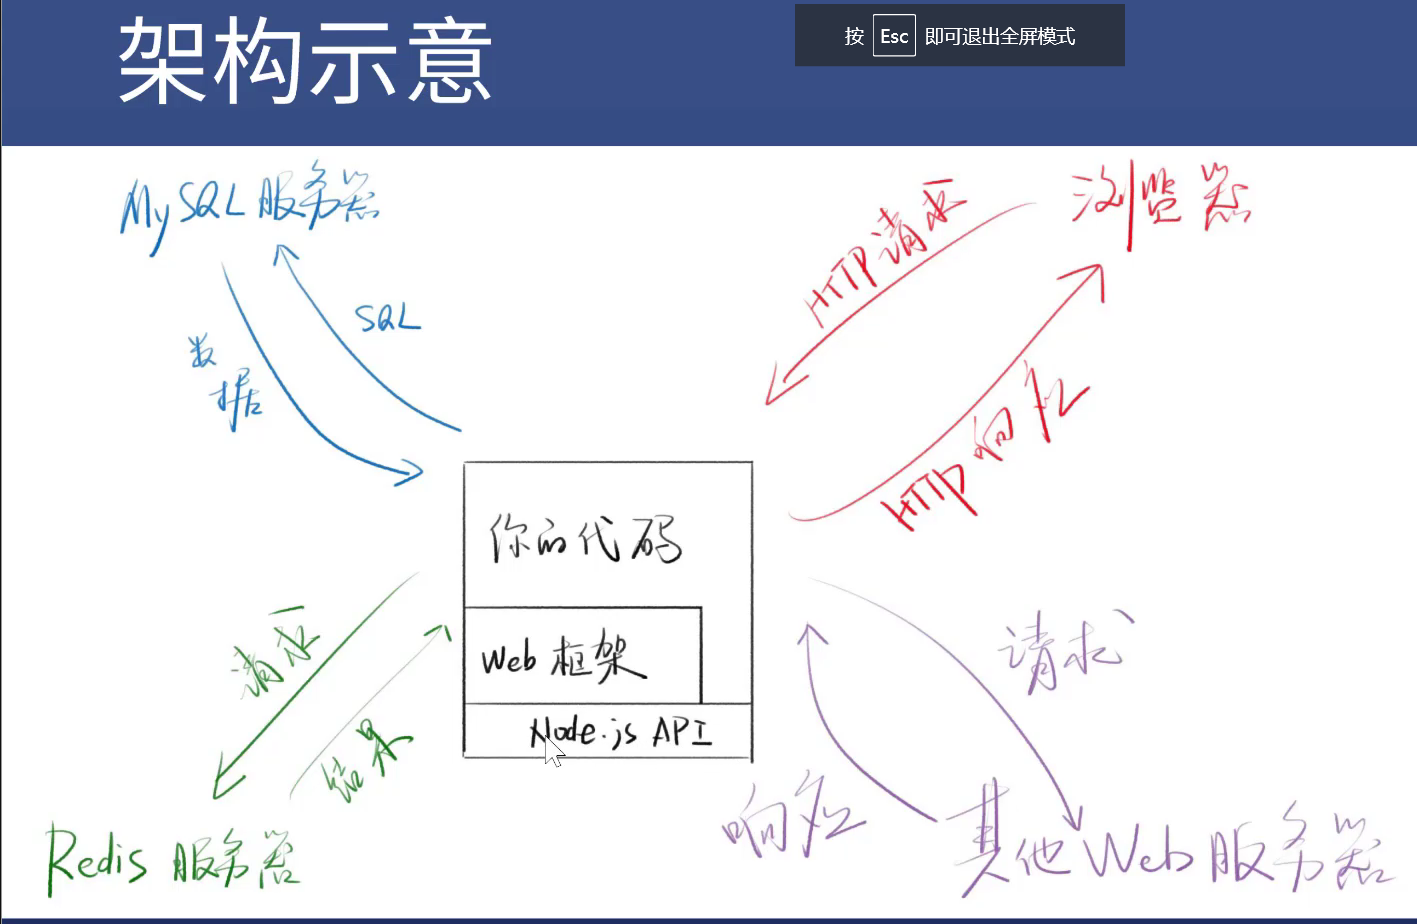 架构示意
按 Esc 即可退出全屏模式
MySQL 服务器
浏览器
HTTP 请求
SQL
数据
HTTP 响应
你的代码
请求
Web 框架
请求
Node.js API
结果
响应
Redis 服务器
其他 Web 服务器